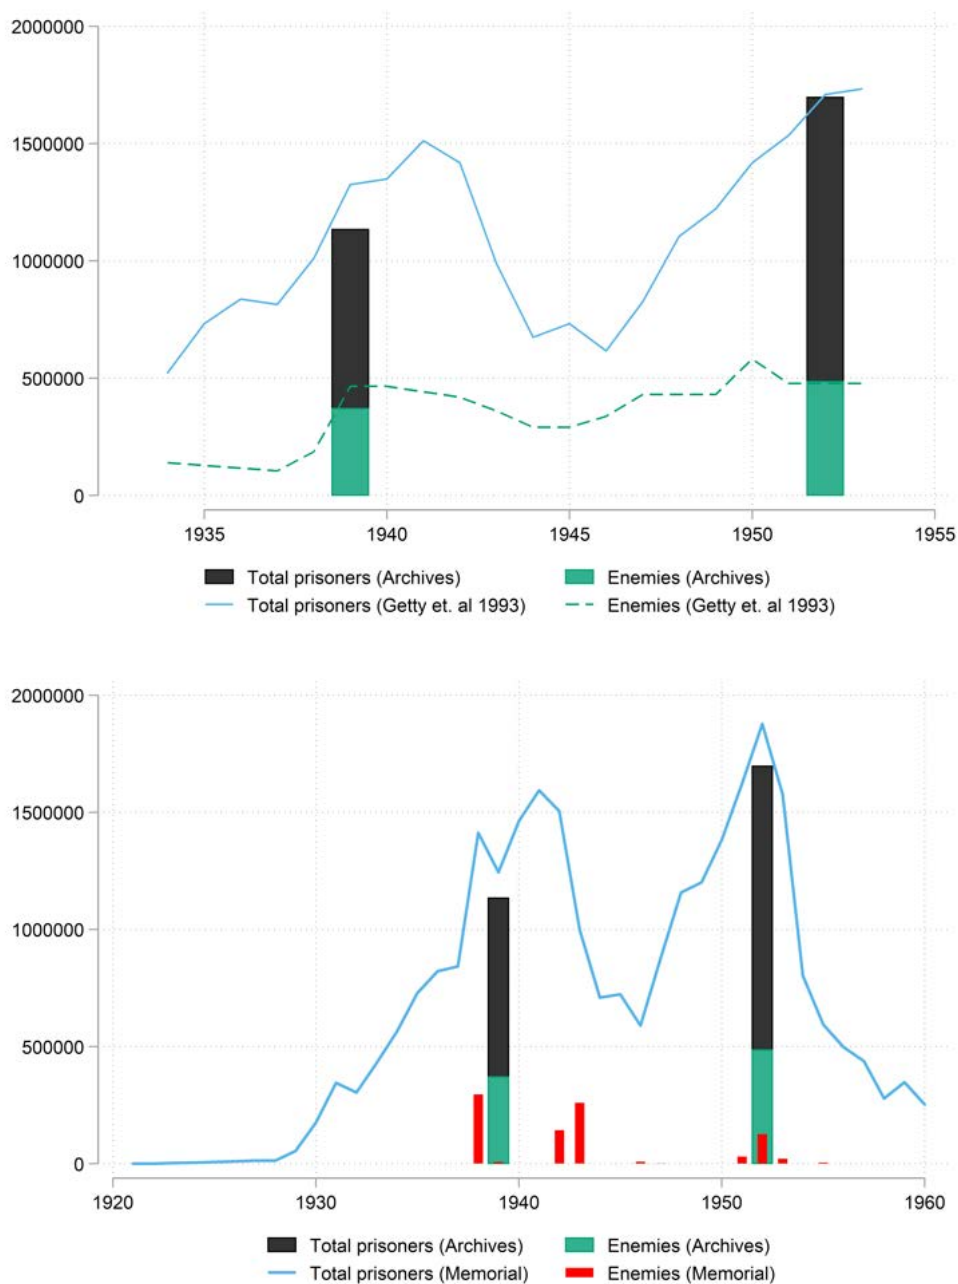 2000000
1500000
1000000
500000
0
1935 1940 1945 1950 1955
Total prisoners (Archives) Enemies (Archives)
Total prisoners (Getty et. al 1993) Enemies (Getty et. al 1993)
2000000
1500000
1000000
500000
0
1920 1930 1940 1950 1960
Total prisoners (Archives) Enemies (Archives)
Total prisoners (Memorial) Enemies (Memorial)